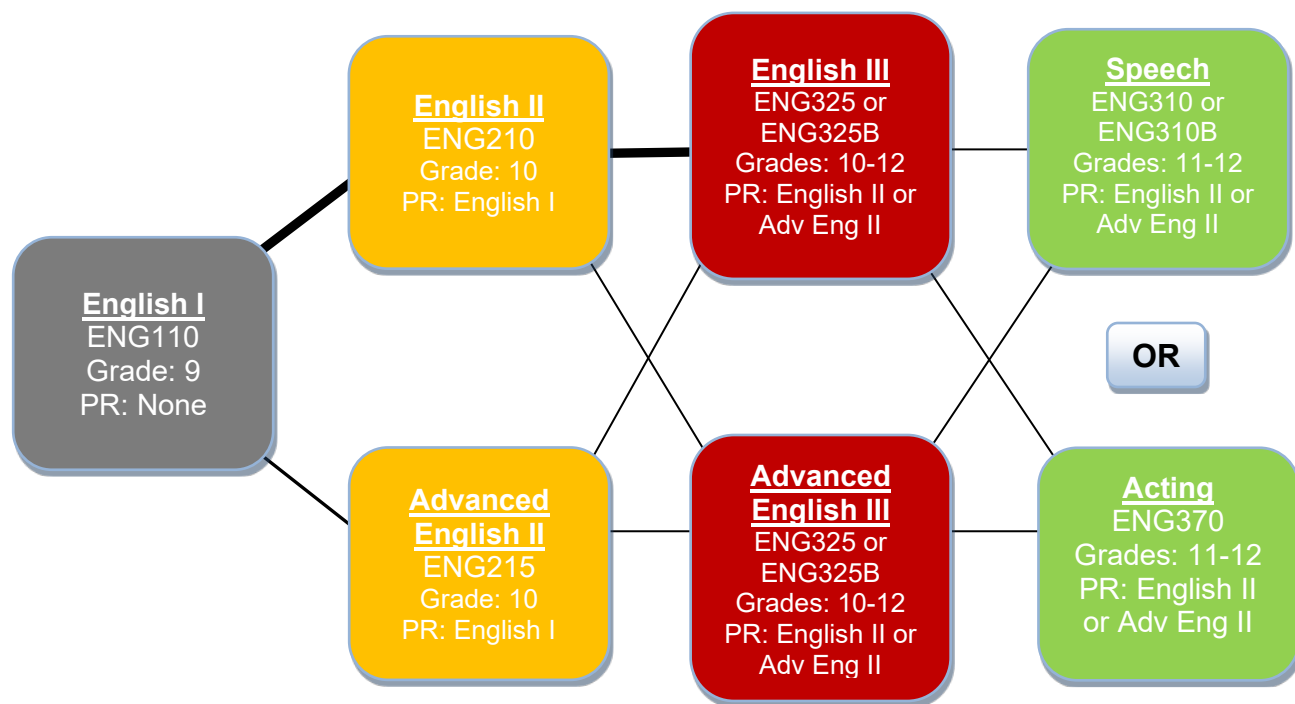 English I
ENG110
Grade: 9
PR: None
English II
ENG210
Grade: 10
PR: English I
Advanced
English II
ENG215
Grade: 10
PR: English I
English III
ENG325 or
ENG325B
Grades: 10-12
PR: English II or
Adv Eng II
Advanced
English III
ENG325 or
ENG325B
Grades: 10-12
PR: English II or
Adv Eng II
Speech
ENG310 or
ENG310B
Grades: 11-12
PR: English II or
Adv Eng II
OR
Acting
ENG370
Grades: 11-12
PR: English II
or Adv Eng II